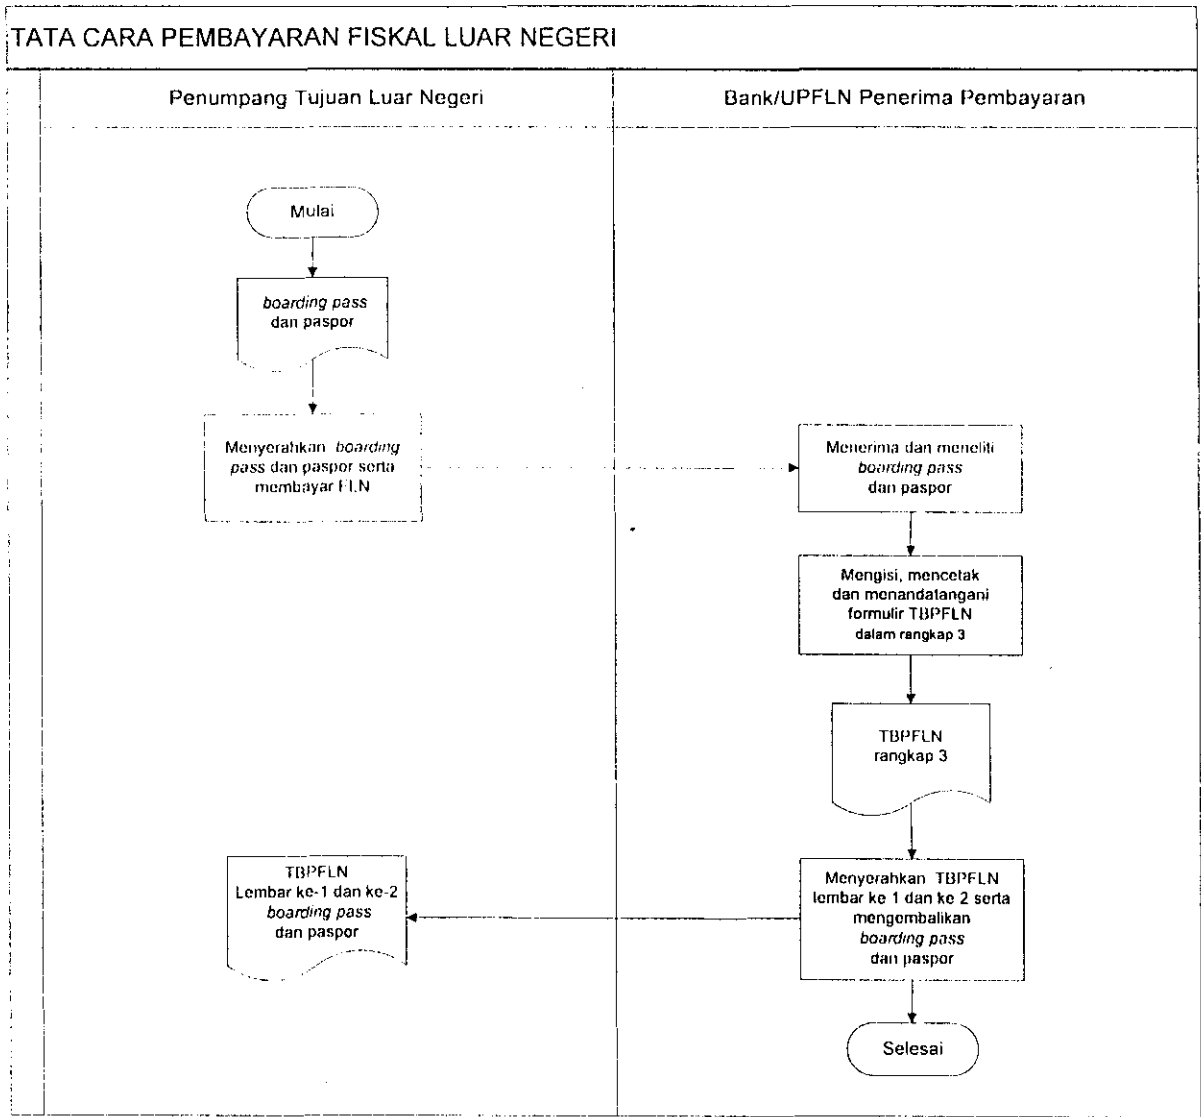 TATA CARA PEMBAYARAN FISKAL LUAR NEGERI
Penumpang Tujuan Luar Negeri
Bank/UPFLN Penerima Pembayaran
Mulai
boarding pass
dan paspor
Menyerahkan boarding
pass dan paspor serta
membayar FLN
Menerima dan meneliti
boarding pass
dan paspor
Mengisi, mencetak
dan menandatangani
formulir TBPFLN
dalam rangkap 3
TBPFLN
rangkap 3
TBPFLN
Lembar ke-1 dan ke-2
boarding pass
dan paspor
Menyerahkan TBPFLN
lembar ke 1 dan ke 2 serta
mengembalikan
boarding pass
dan paspor
Selesai